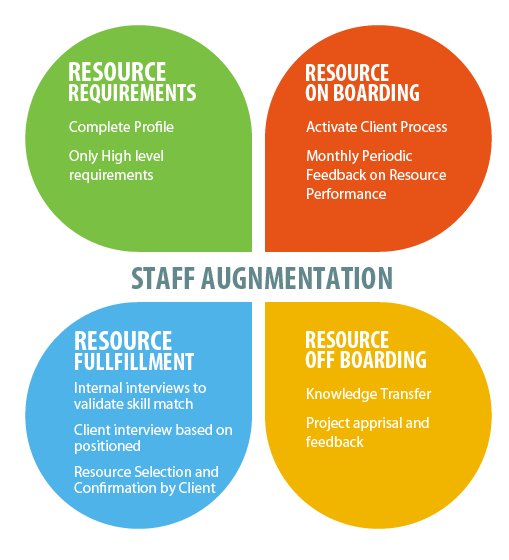 RESOURCE
REQUIREMENTS
Complete Profile
Only High level
requirements
RESOURCE
ON BOARDING
Activate Client Process
Monthly Periodic
Feedback on Resource
Performance
STAFF AUGNMENTATION
RESOURCE
FULLFILLMENT
Internal interviews to
validate skill match
Client interview based on
positioned
Resource Selection and
Confirmation by Client
RESOURCE
OFF BOARDING
Knowledge Transfer
Project apprisal and
feedback